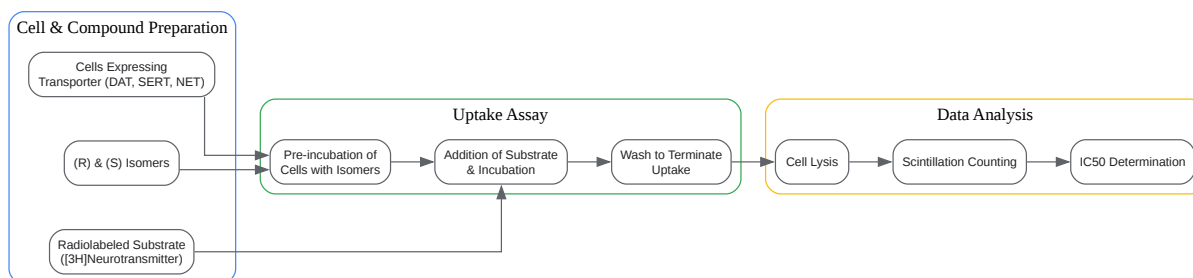 Cell & Compound Preparation
Cells Expressing
Transporter (DAT, SERT, NET)
(R) & (S) Isomers
Radiolabeled Substrate
([3H]Neurotransmitter)
Uptake Assay
Pre-incubation of
Cells with Isomers
Addition of Substrate
& Incubation
Wash to Terminate
Uptake
Data Analysis
Cell Lysis
Scintillation Counting
IC50 Determination